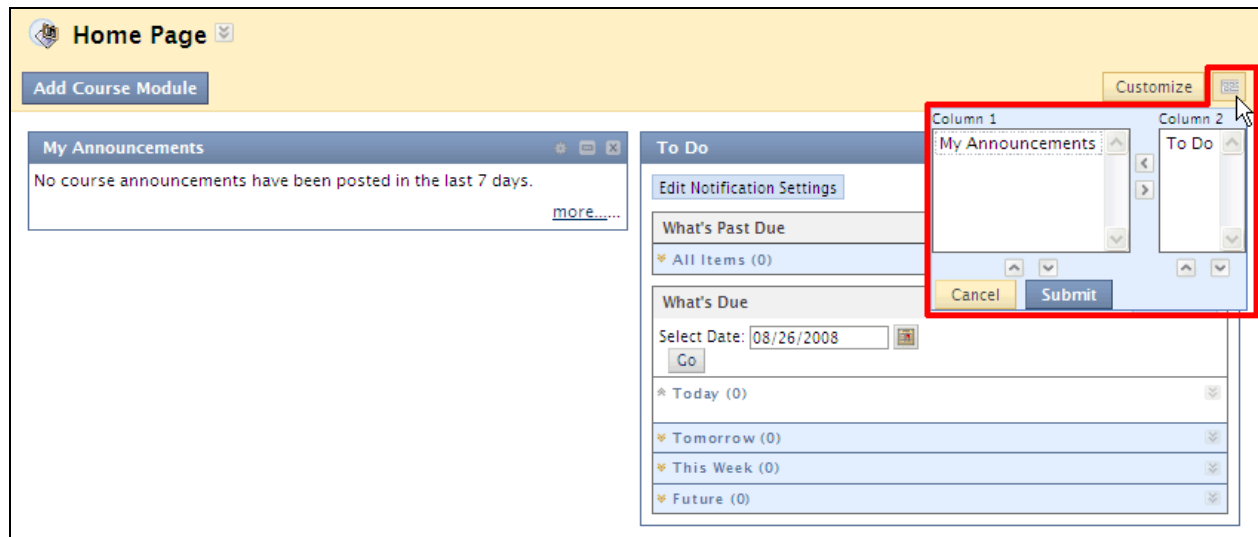 Home Page
Add Course Module
Customize
Column 1
Column 2
My Announcements
To Do
Cancel
Submit
My Announcements
No course announcements have been posted in the last 7 days.
more......
To Do
Edit Notification Settings
What's Past Due
All Items (0)
What's Due
Select Date: 08/26/2008
Go
Today (0)
Tomorrow (0)
This Week (0)
Future (0)